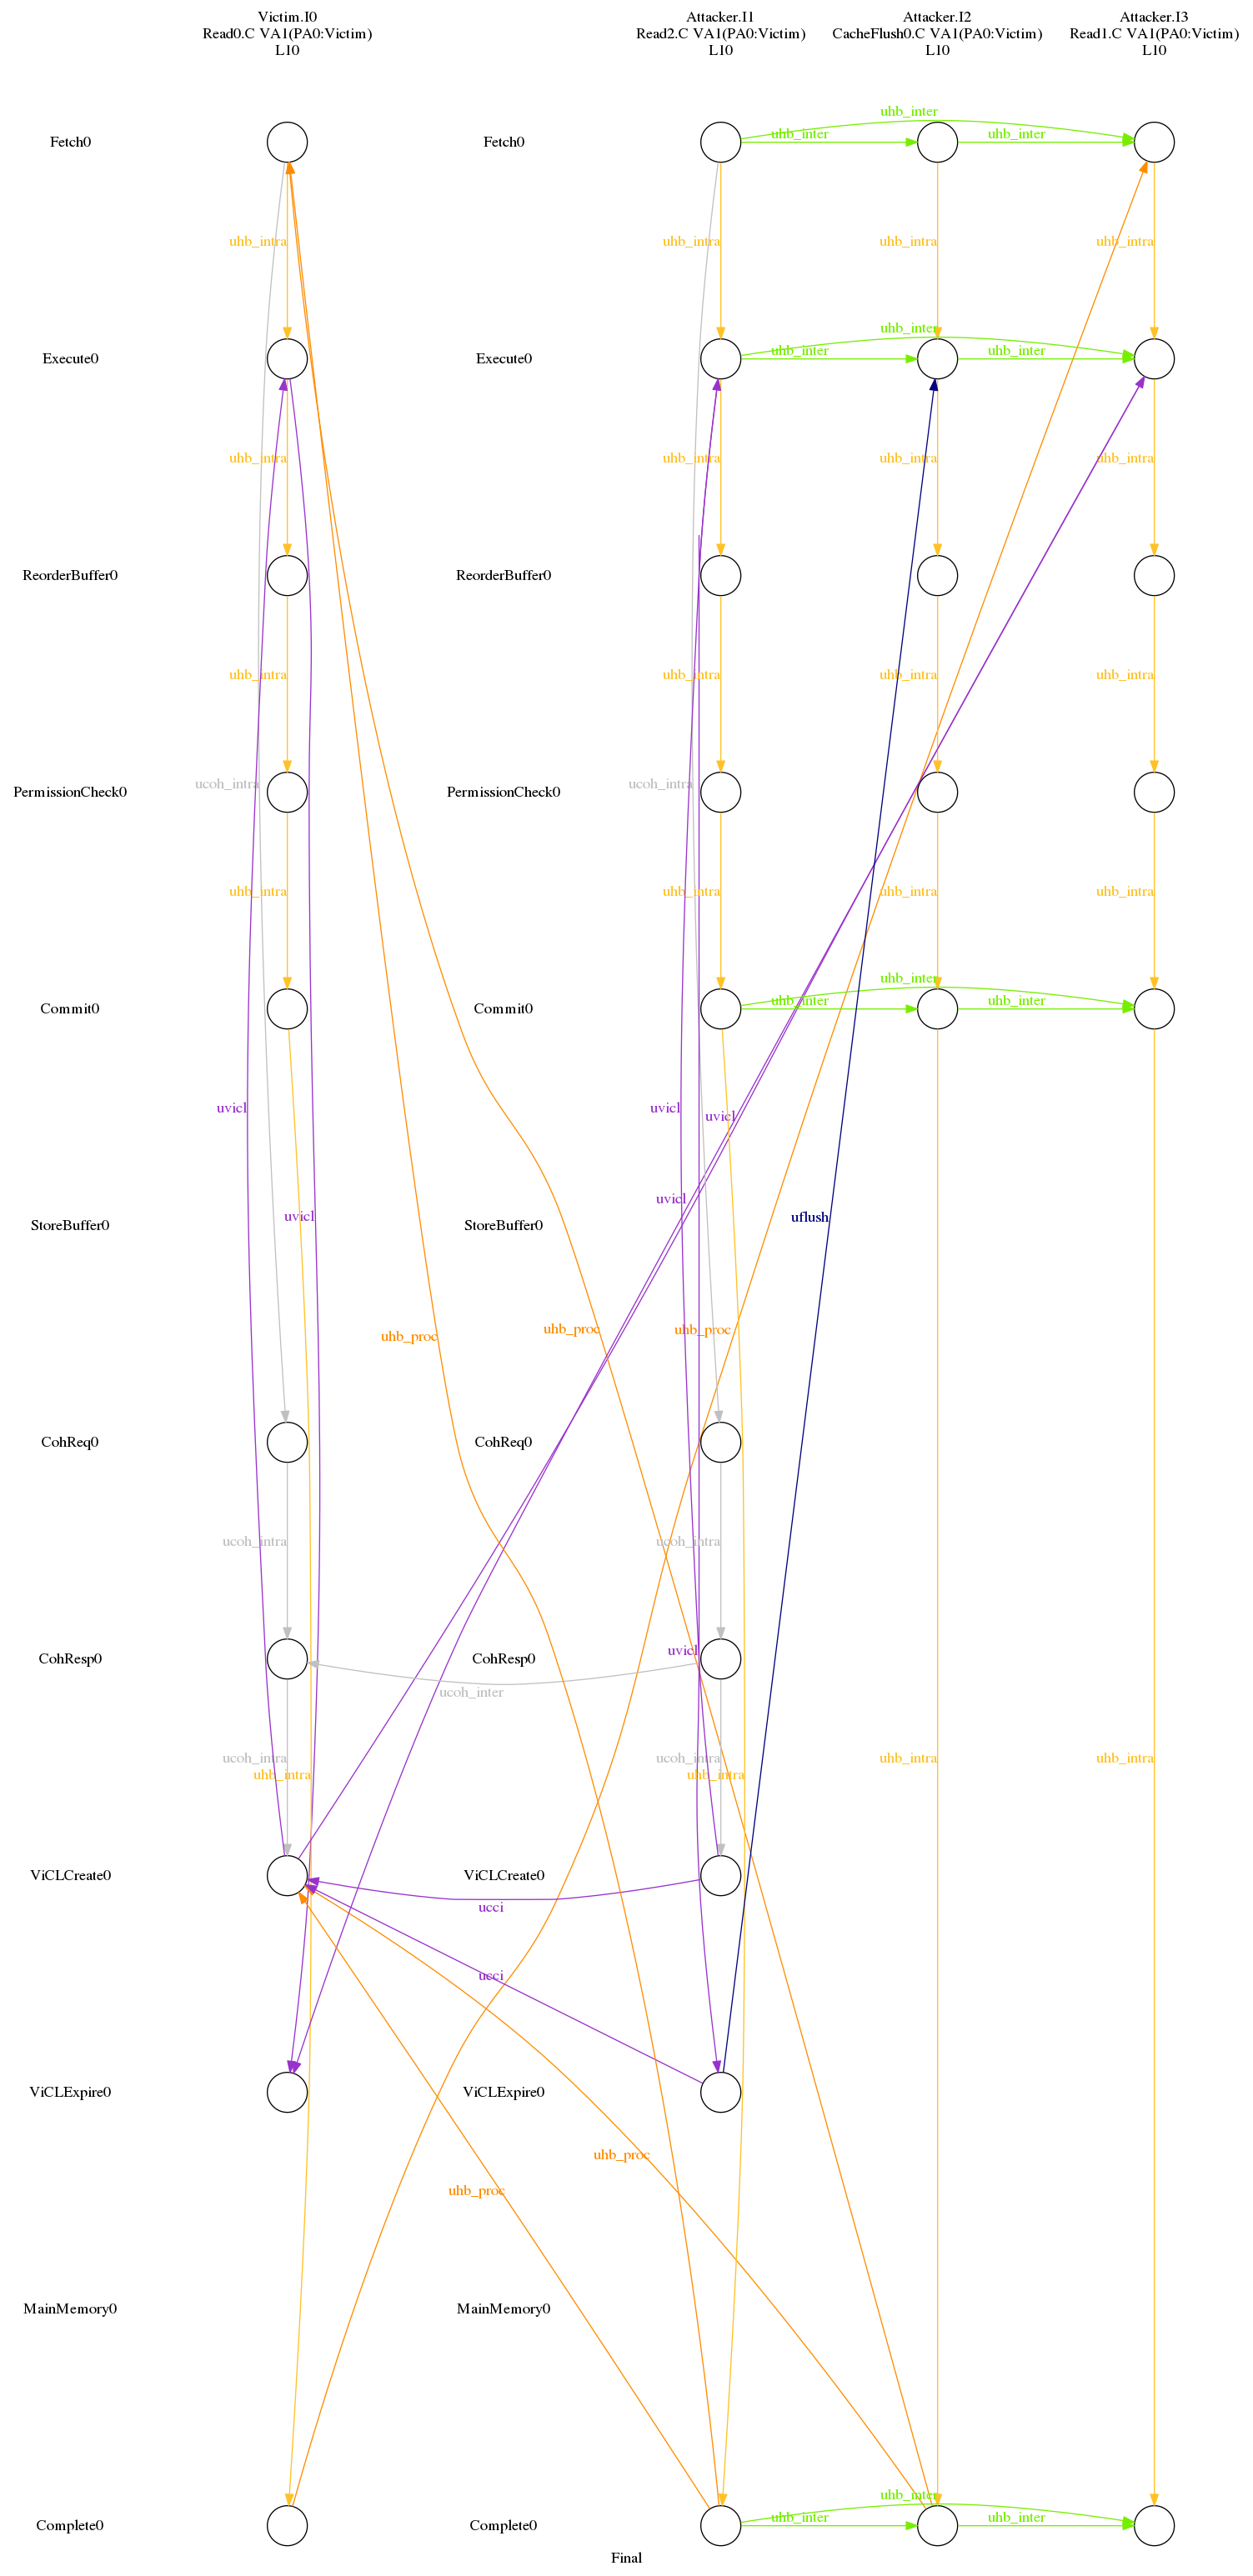 Victim.I0
Read0.C VA1(PA0:Victim)
L10
Attacker.I1
Read2.C VA1(PA0:Victim)
L10
Attacker.I2
CacheFlush0.C VA1(PA0:Victim)
L10
Attacker.I3
Read1.C VA1(PA0:Victim)
L10
uhb_inter
Fetch0
Fetch0
uhb_inter
uhb_inter
uhb_intra
uhb_intra
uhb_intra
uhb_intra
uhb_inter
Execute0
Execute0
uhb_inter
uhb_inter
uhb_intra
uhb_intra
uhb_intra
uhb_intra
ReorderBuffer0
ReorderBuffer0
uhb_intra
uhb_intra
uhb_intra
uhb_intra
ucoh_intra
ucoh_intra
PermissionCheck0
PermissionCheck0
uhb_intra
uhb_intra
uhb_intra
uhb_intra
uhb_inter
Commit0
Commit0
uhb_inter
uhb_inter
uvicl
uvicl
uvicl
uvicl
uvicl
uflush
StoreBuffer0
StoreBuffer0
uhb_proc
uhb_proc
uhb_proc
CohReq0
CohReq0
ucoh_intra
ucoh_intra
uvicl
CohResp0
CohResp0
ucoh_inter
ucoh_intra
ucoh_intra
uhb_intra
uhb_intra
uhb_intra
uhb_intra
ViCLCreate0
ViCLCreate0
ucci
ucci
ViCLExpire0
ViCLExpire0
uhb_proc
uhb_proc
MainMemory0
MainMemory0
uhb_inter
Complete0
Complete0
uhb_inter
uhb_inter
Final